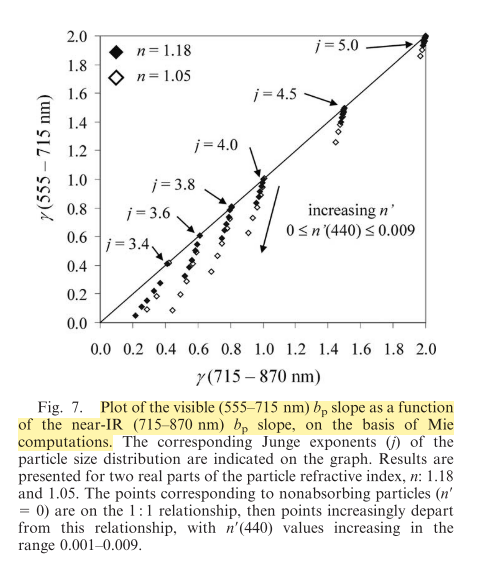 2.0
1.8
1.6
1.4
1.2
1.0
0.8
0.6
0.4
0.2
0.0
γ(555 – 715 nm)
n = 1.18
n = 1.05
j = 5.0
j = 4.5
j = 4.0
j = 3.8
j = 3.6
j = 3.4
increasing n'
0 ≤ n'(440) ≤ 0.009
0.0 0.2 0.4 0.6 0.8 1.0 1.2 1.4 1.6 1.8 2.0
γ(715 – 870 nm)
Fig. 7. Plot of the visible (555–715 nm) bp slope as a function
of the near-IR (715–870 nm) bp slope, on the basis of Mie
computations. The corresponding Junge exponents (j) of the
particle size distribution are indicated on the graph. Results are
presented for two real parts of the particle refractive index, n: 1.18
and 1.05. The points corresponding to nonabsorbing particles (n'
= 0) are on the 1 : 1 relationship, then points increasingly depart
from this relationship, with n'(440) values increasing in the
range 0.001–0.009.